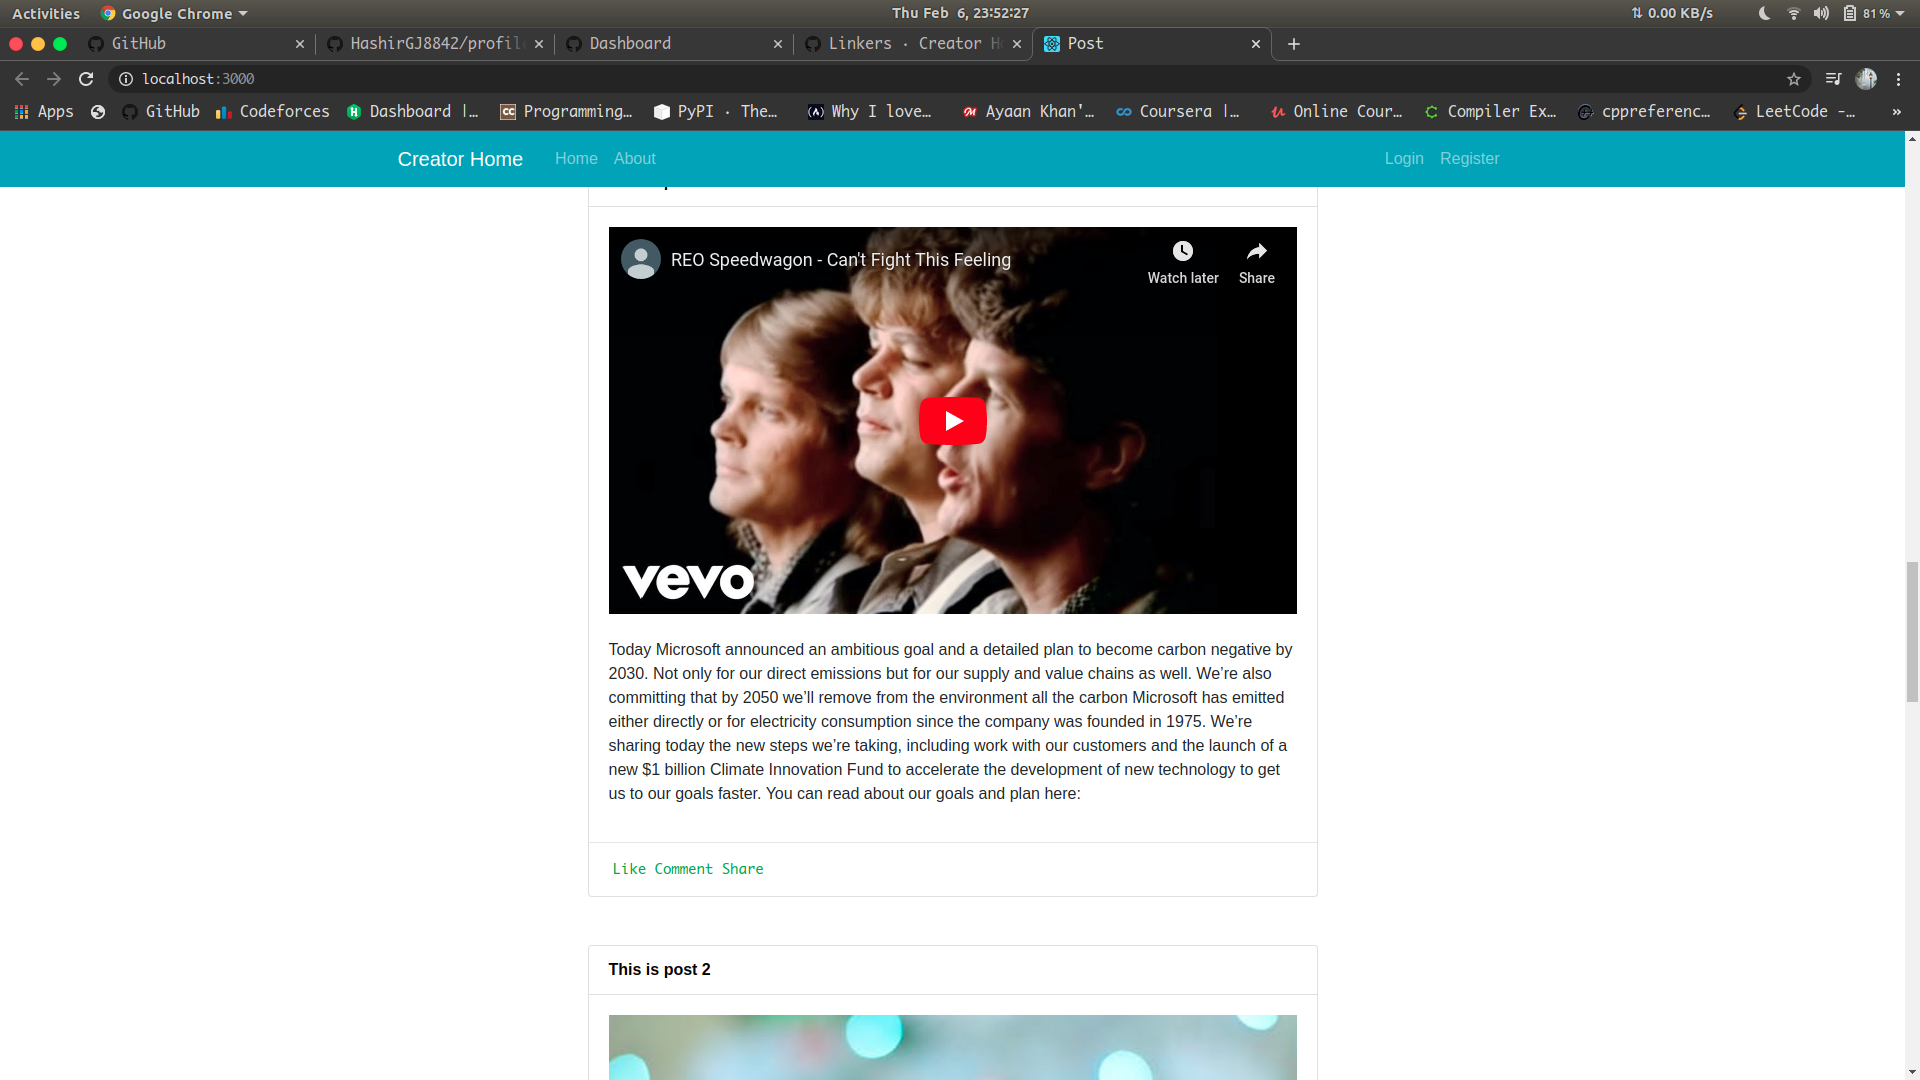 Activities Google Chrome Thu Feb 6, 23:52:27 0.00 KB/s 81%
GitHub HashirGJ8842/profil Dashboard Linkers · Creator H Post
localhost:3000
Apps GitHub Codeforces Dashboard |… Programming… PyPI · The… Why I love… Ayaan Khan'… Coursera |… Online Cour… Compiler Ex… cppreferenc… LeetCode -… »
Creator Home Home About Login Register
REO Speedwagon - Can't Fight This Feeling
Watch later Share
vevo
Today Microsoft announced an ambitious goal and a detailed plan to become carbon negative by
2030. Not only for our direct emissions but for our supply and value chains as well. We’re also
committing that by 2050 we’ll remove from the environment all the carbon Microsoft has emitted
either directly or for electricity consumption since the company was founded in 1975. We’re
sharing today the new steps we’re taking, including work with our customers and the launch of a
new $1 billion Climate Innovation Fund to accelerate the development of new technology to get
us to our goals faster. You can read about our goals and plan here:
Like Comment Share
This is post 2